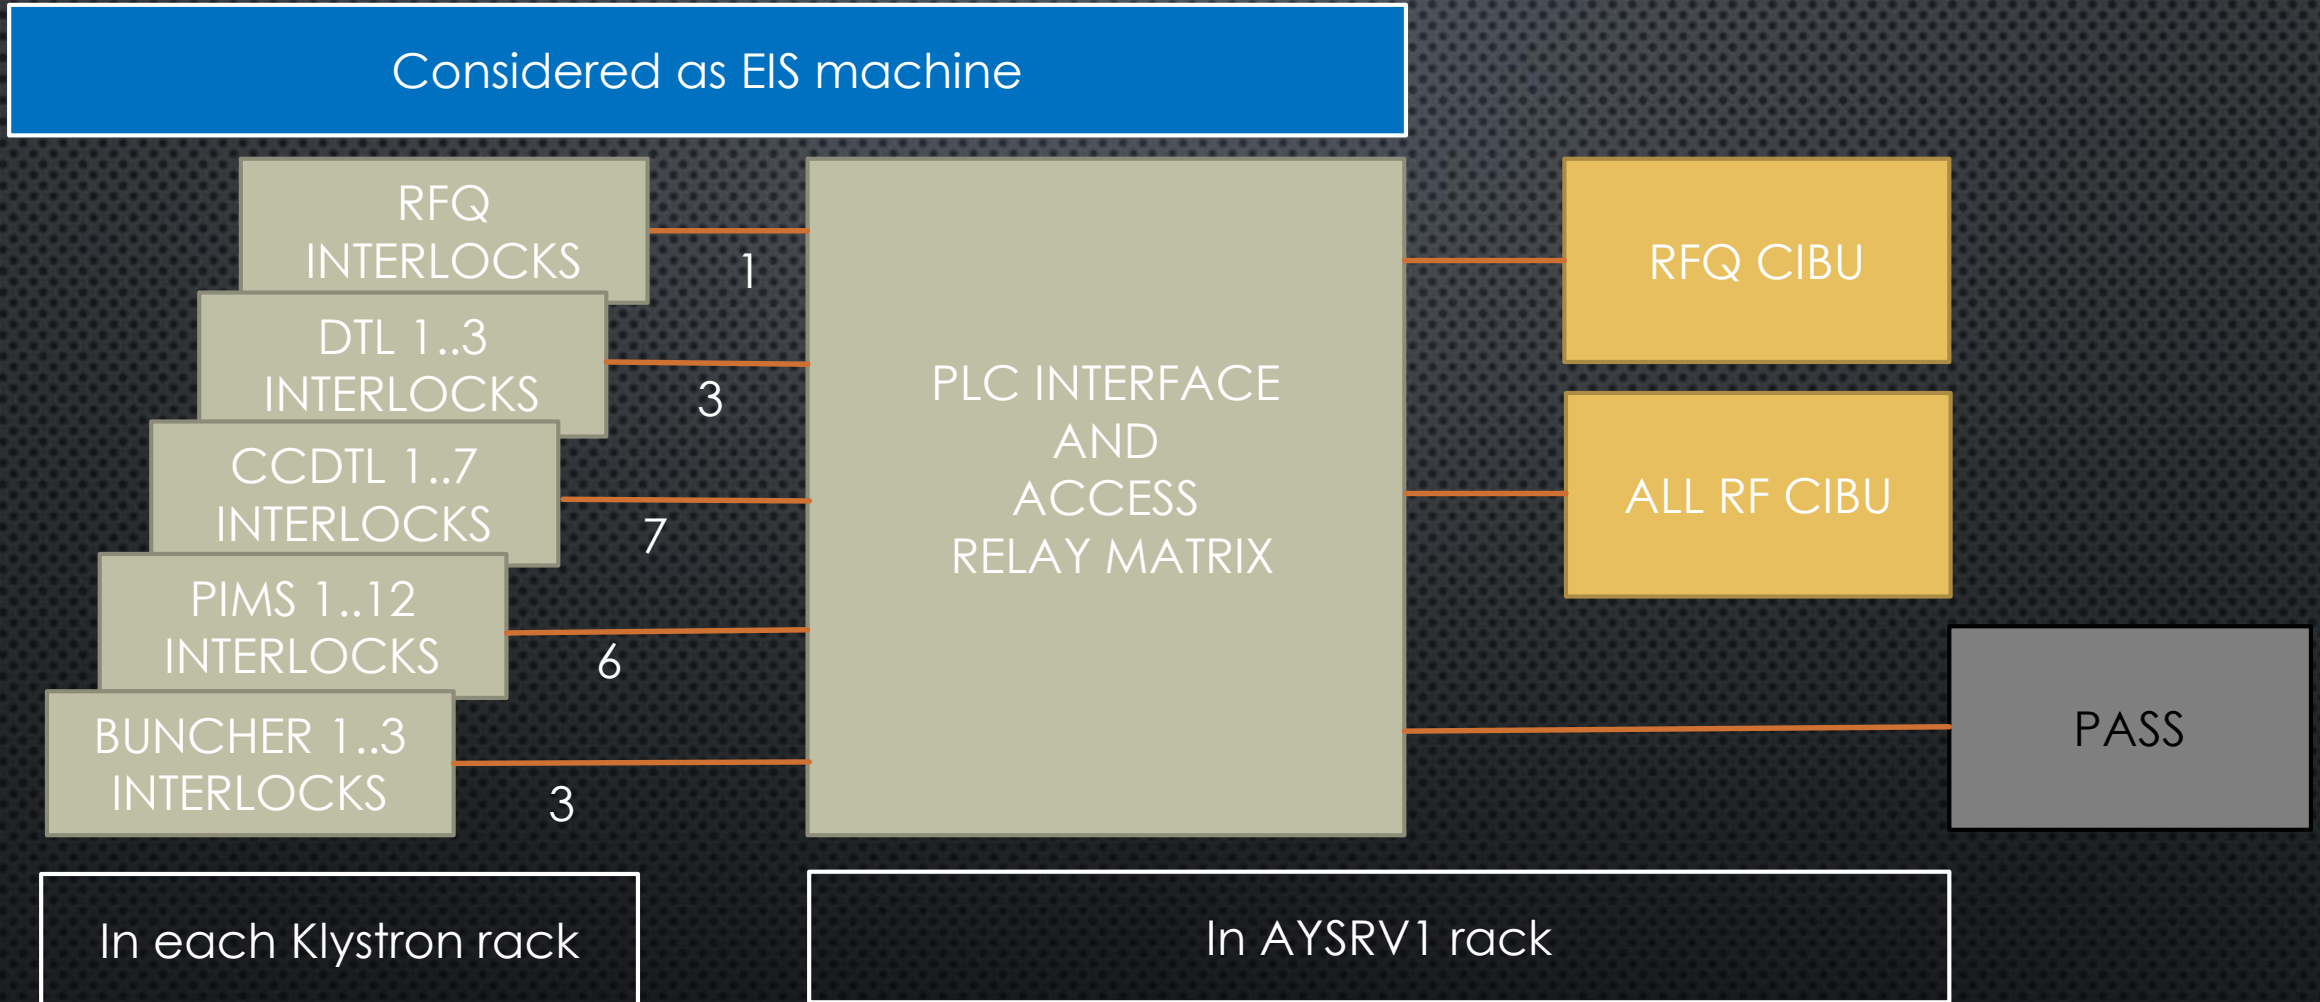 Considered as EIS machine
RFQ
INTERLOCKS
1
DTL 1..3
INTERLOCKS
3
CCDTL 1..7
INTERLOCKS
7
PIMS 1..12
INTERLOCKS
6
BUNCHER 1..3
INTERLOCKS
3
PLC INTERFACE
AND
ACCESS
RELAY MATRIX
RFQ CIBU
ALL RF CIBU
PASS
In each Klystron rack
In AYSRV1 rack